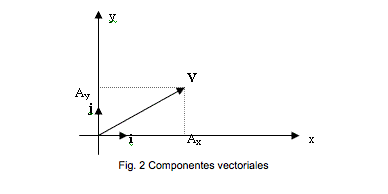 y
V
Ay
j
i
Ax
x
Fig. 2 Componentes vectoriales